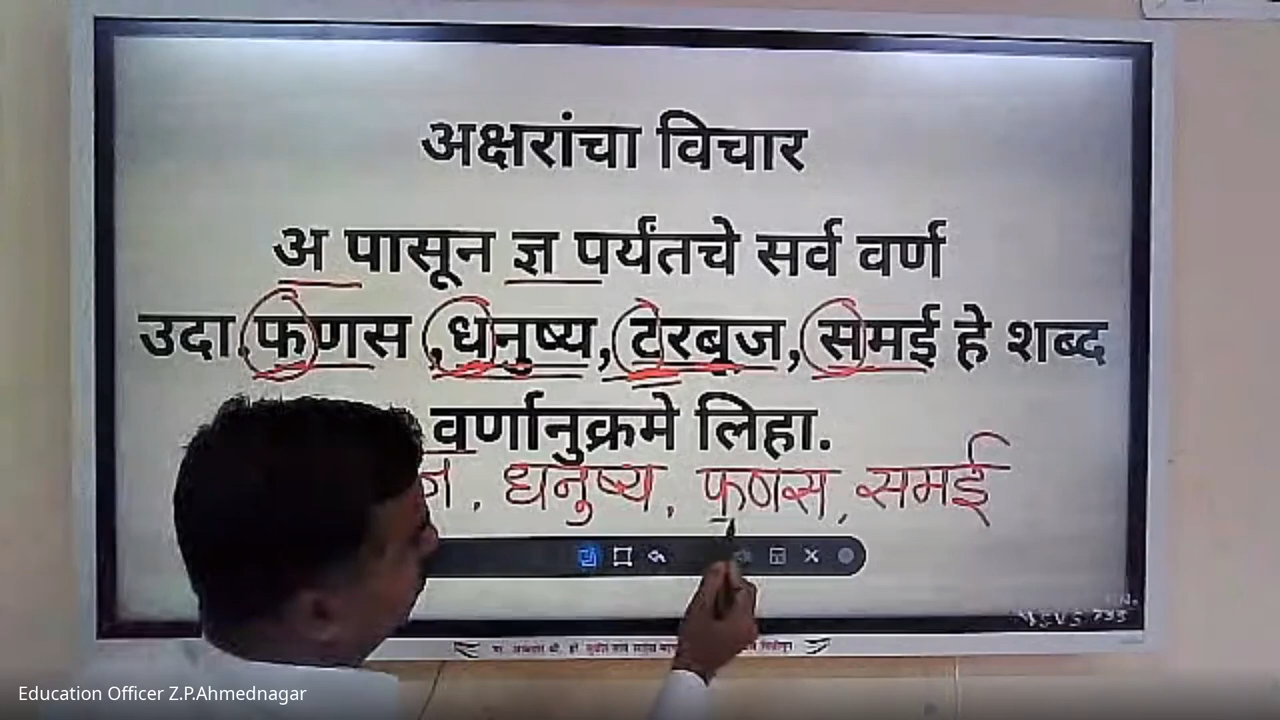 अक्षरांचा विचार
अ पासून ज्ञ पर्यंतचे सर्व वर्ण
उदा.फणस ,धनुष्य, टरबूज, समई हे शब्द
वर्णानुक्रमे लिहा.
, धनुष्य, फणस, समई
Education Officer Z.P.Ahmednagar